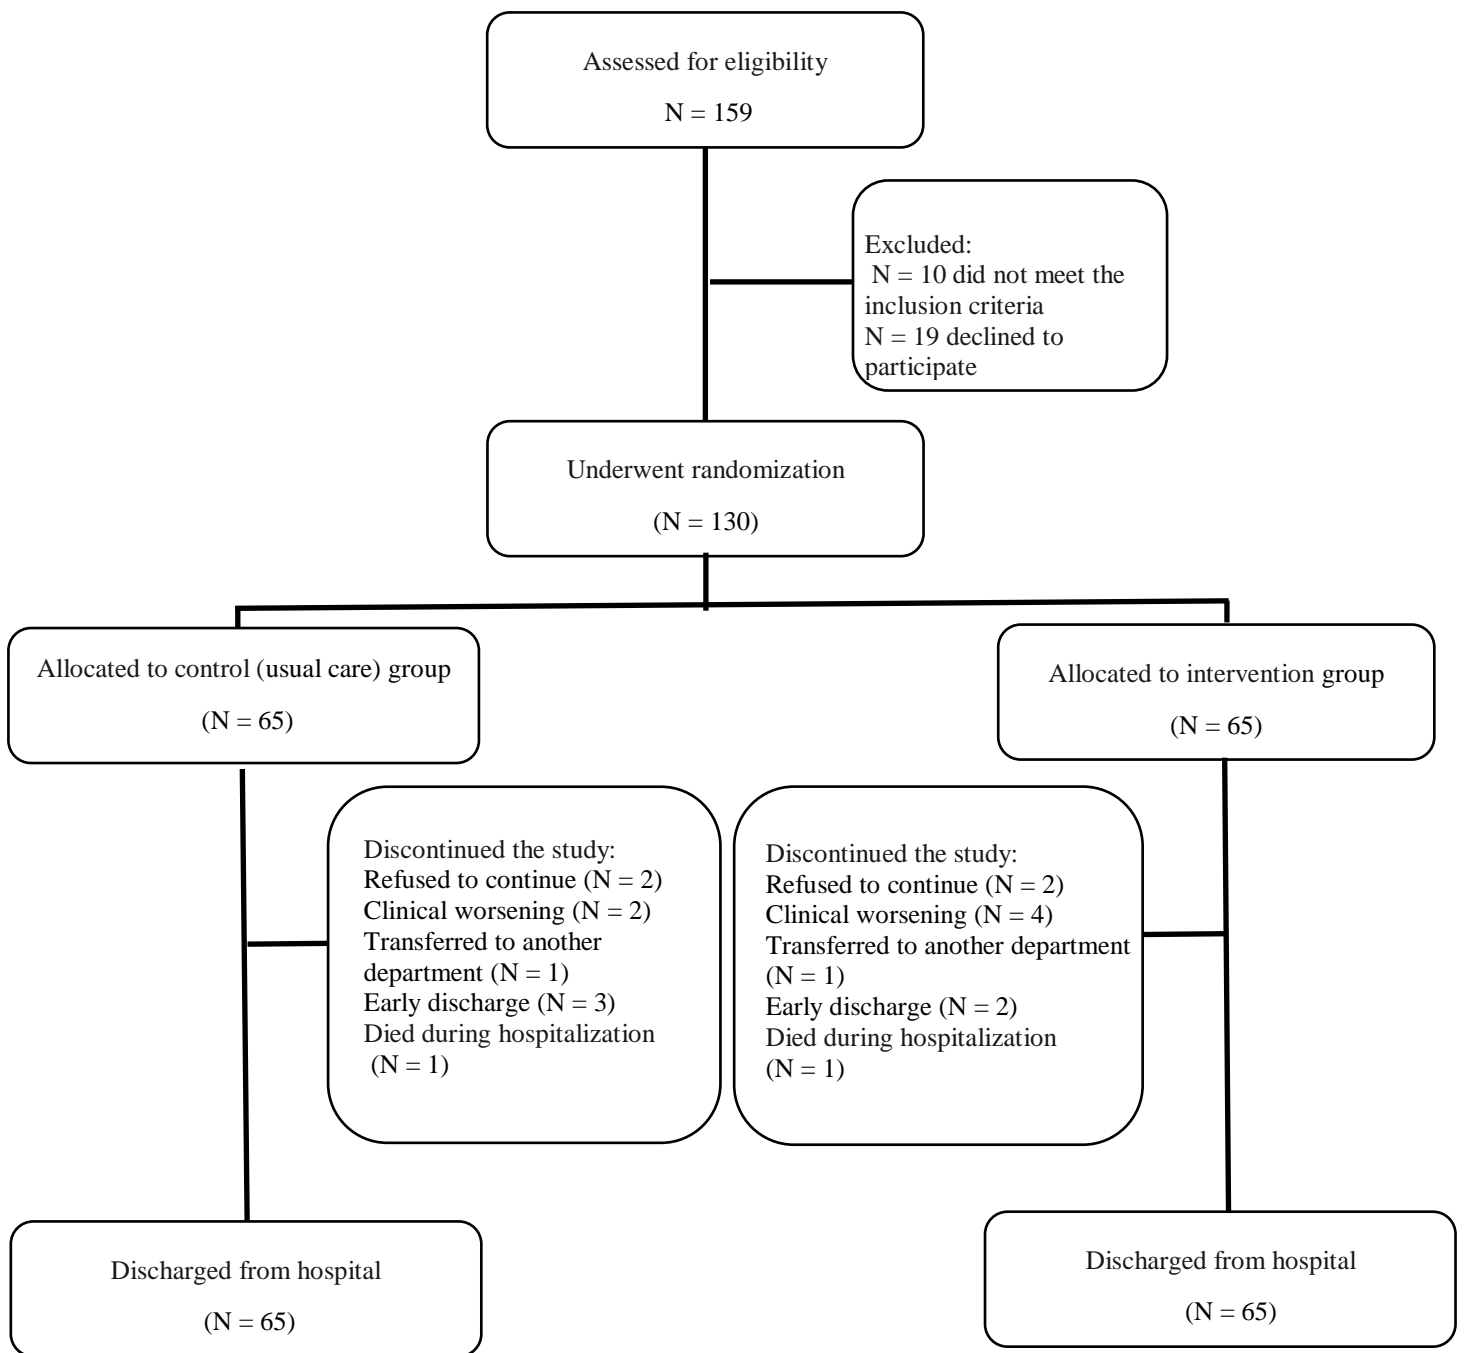 Assessed for eligibility
N = 159
Excluded:
N = 10 did not meet the
inclusion criteria
N = 19 declined to
participate
Underwent randomization
(N = 130)
Allocated to control (usual care) group
(N = 65)
Allocated to intervention group
(N = 65)
Discontinued the study:
Refused to continue (N = 2)
Clinical worsening (N = 2)
Transferred to another
department (N = 1)
Early discharge (N = 3)
Died during hospitalization
(N = 1)
Discontinued the study:
Refused to continue (N = 2)
Clinical worsening (N = 4)
Transferred to another department
(N = 1)
Early discharge (N = 2)
Died during hospitalization
(N = 1)
Discharged from hospital
(N = 65)
Discharged from hospital
(N = 65)